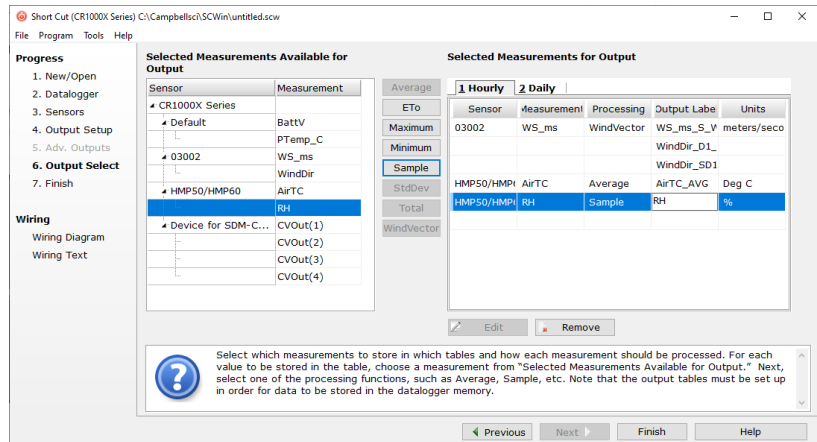 Short Cut (CR1000X Series) C:\Campbellsci\SCWin\untitled.scw
File Program Tools Help
Progress
1. New/Open
2. Datalogger
3. Sensors
4. Output Setup
5. Adv. Outputs
6. Output Select
7. Finish
Wiring
Wiring Diagram
Wiring Text
Selected Measurements Available for
Output
Sensor Measurement
CR1000X Series
Default BattV
PTemp_C
03002 WS_ms
WindDir
HMP50/HMP60 AirTC
RH
Device for SDM-C... CVOut(1)
CVOut(2)
CVOut(3)
CVOut(4)
Average
ETo
Maximum
Minimum
Sample
StdDev
Total
WindVector
Selected Measurements for Output
1 Hourly 2 Daily
Sensor Measurement Processing Output Labe Units
03002 WS_ms WindVector WS_ms_S_W meters/seco
WindDir_D1_
WindDir_SD1
HMP50/HMP AirTC Average AirTC_AVG Deg C
HMP50/HMP RH Sample RH %
Edit Remove
Select which measurements to store in which tables and how each measurement should be processed. For each
value to be stored in the table, choose a measurement from "Selected Measurements Available for Output." Next,
select one of the processing functions, such as Average, Sample, etc. Note that the output tables must be set up
in order for data to be stored in the datalogger memory.
Previous Next Finish Help